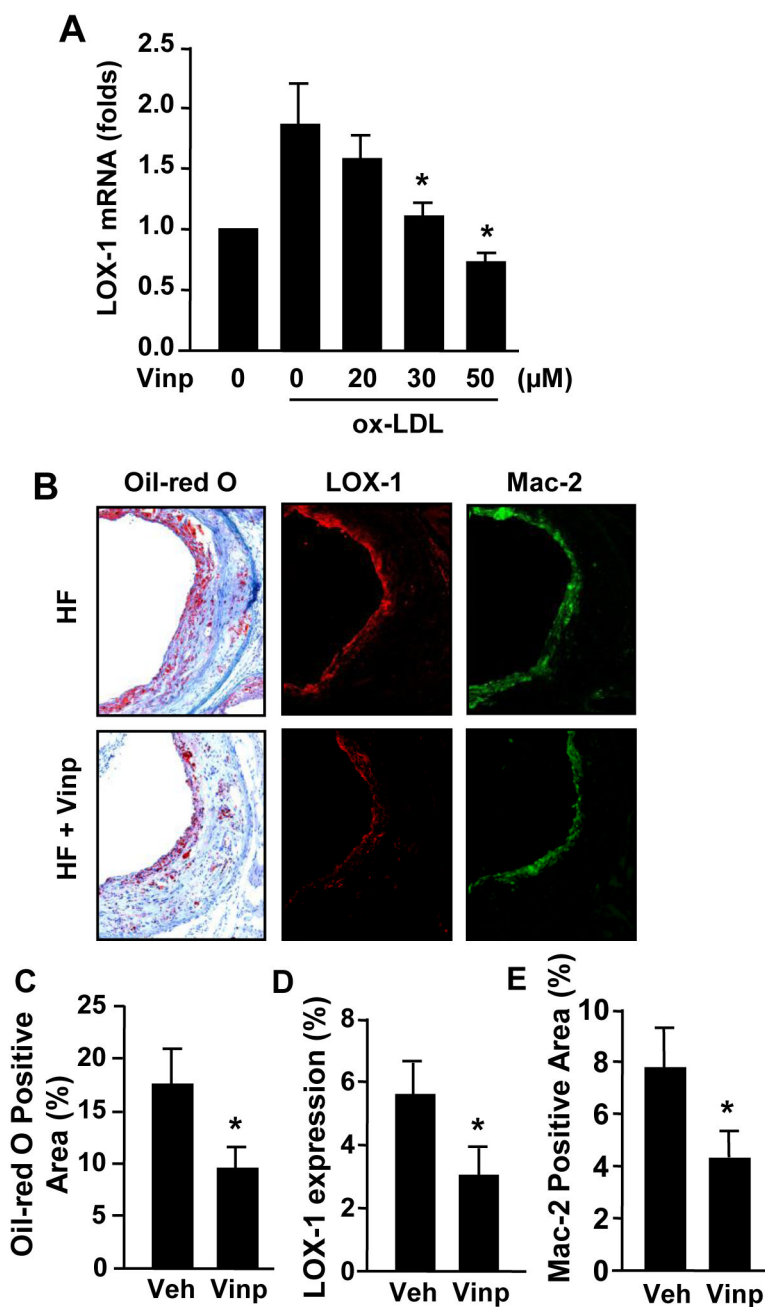 A
LOX-1 mRNA (folds)
2.5
2.0
1.5
1.0
0.5
0.0
*
*
Vinp 0 0 20 30 50 (µM)
ox-LDL
B
Oil-red O LOX-1 Mac-2
HF
HF + Vinp
C
Oil-red O Positive
Area (%)
25
20
15
10
5
0
*
Veh Vinp
D
LOX-1 expression (%)
8
6
4
2
0
*
Veh Vinp
E
Mac-2 Positive Area (%)
10
8
6
4
2
0
*
Veh Vinp